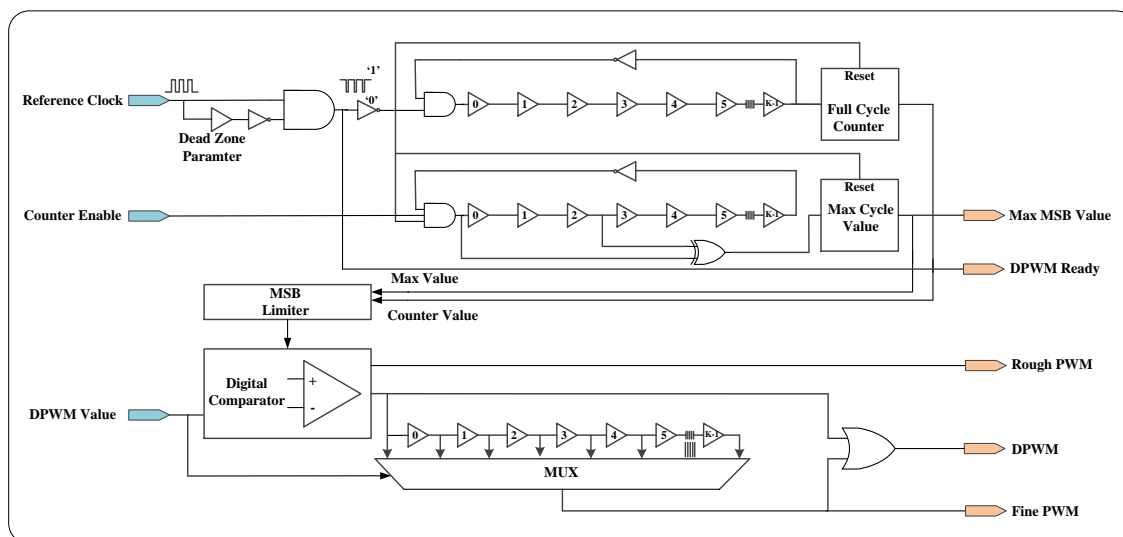 Reference Clock
Dead Zone
Paramter
‘1’
‘0’
0 1 2 3 4 5 K-1
Reset
Full Cycle
Counter
Counter Enable
0 1 2 3 4 5 K-1
Reset
Max Cycle
Value
Max MSB Value
DPWM Ready
Max Value
MSB
Limiter
Counter Value
Digital
Comparator
+
-
Rough PWM
DPWM Value
0 1 2 3 4 5 K-1
MUX
DPWM
Fine PWM